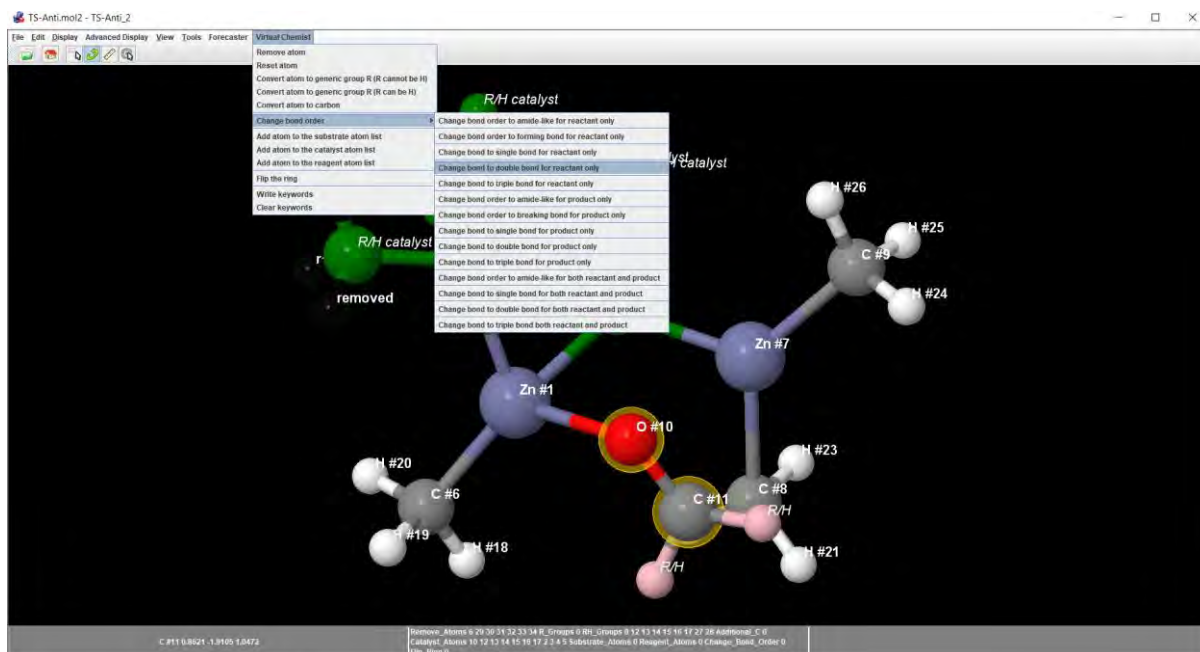 TS-Anti.mol2 - TS-Anti_2
File Edit Display Advanced Display View Tools Forecaster Virtual Chemist
Remove atom
Reset atom
Convert atom to generic group R (R cannot be H)
Convert atom to generic group R (R can be H)
Convert atom to carbon
Change bond order
Add atom to the substrate atom list
Add atom to the catalyst atom list
Add atom to the reagent atom list
Flip the ring
Write keywords
Clear keywords
Change bond order to amide-like for reactant only
Change bond order to forming bond for reactant only
Change bond to single bond for reactant only
Change bond to double bond for reactant only
Change bond to triple bond for reactant only
Change bond order to amide-like for product only
Change bond order to breaking bond for product only
Change bond to single bond for product only
Change bond to double bond for product only
Change bond to triple bond for product only
Change bond order to amide-like for both reactant and product
Change bond to single bond for both reactant and product
Change bond to double bond for both reactant and product
Change bond to triple bond both reactant and product
R/H catalyst
catalyst
R/H catalyst
removed
H #26
H #25
C #9
H #24
Zn #7
Zn #1
O #10
H #20
H #23
C #6
C #8
C #11
R/H
H #19
H #18
H #21
R/H
C #11 0.8621 -1.9105 1.0473
Remove_Atoms 6 29 30 31 32 33 34 R_Groups 0 RH_Groups 8 12 13 14 15 16 17 27 28 Additional_C 0
Catalyst_Atoms 10 12 13 14 15 16 17 2 3 4 5 Substrate_Atoms 0 Reagent_Atoms 0 Change_Bond_Order 0